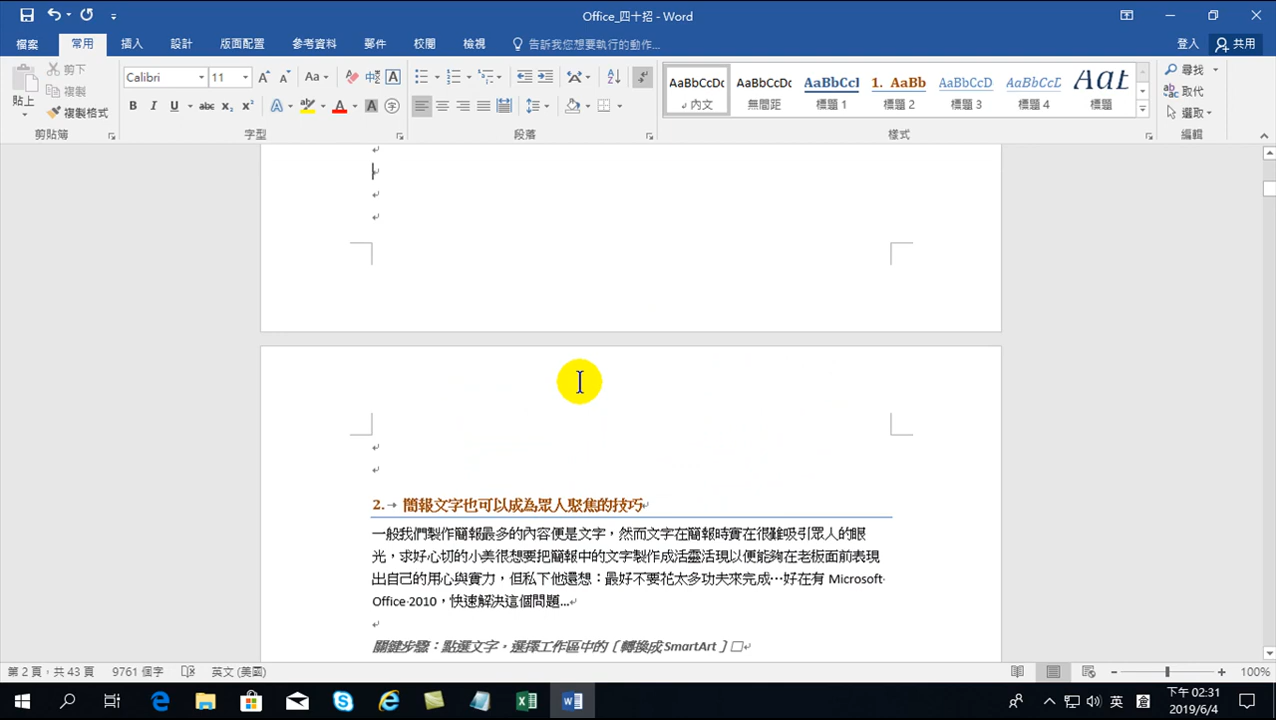 Office_四十招 - Word
檔案 常用 插入 設計 版面配置 參考資料 郵件 校閱 檢視 告訴我您想要執行的動作... 登入 共用
貼上 剪下 複製 複製格式 剪貼簿
Calibri 11 Aa B I U abc x₂ x² A 字型
段落
AaBbCcDc 內文
AaBbCcDc 無間距
AaBbCcI 標題 1
1. AaBb 標題 2
AaBbCcD 標題 3
AaBbCcD 標題 4
AaI 標題
樣式
尋找 取代 選取 編輯
2. 簡報文字也可以成為眾人聚焦的技巧
一般我們製作簡報最多的內容便是文字，然而文字在簡報時實在很難吸引眾人的眼
光，求好心切的小美很想要把簡報中的文字製作成活靈活現以便能夠在老板面前表現
出自己的用心與實力，但私下他還想：最好不要花太多功夫來完成…好在有 Microsoft
Office 2010，快速解決這個問題...
關鍵步驟：點選文字，選擇工作區中的〔轉換成 SmartArt〕
第 2 頁，共 43 頁 9761 個字 英文 (美國) 100%
英 下午 02:31
2019/6/4